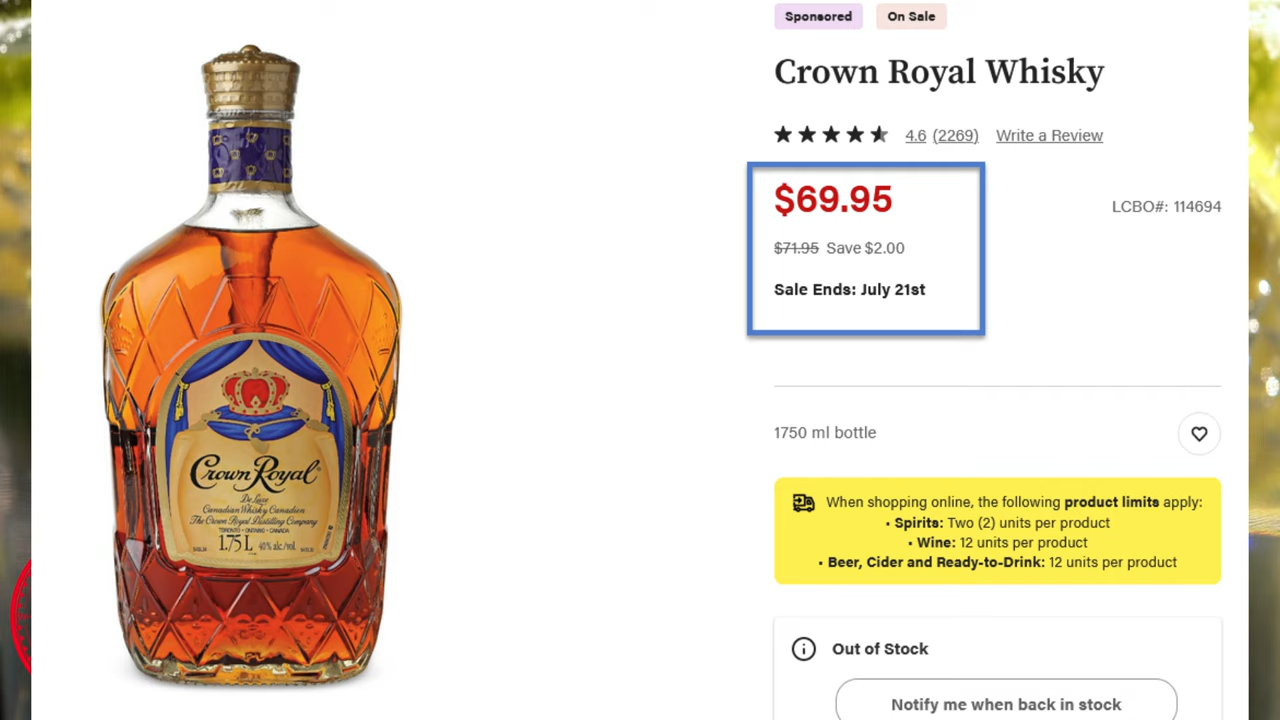 Sponsored On Sale
Crown Royal Whisky
4.6 (2269) Write a Review
$69.95
LCBO#: 114694
$71.95 Save $2.00
Sale Ends: July 21st
1750 ml bottle
When shopping online, the following product limits apply:
• Spirits: Two (2) units per product
• Wine: 12 units per product
• Beer, Cider and Ready-to-Drink: 12 units per product
Out of Stock
Notify me when back in stock
Crown Royal
De Luxe
Canadian Whisky Canadien
The Crown Royal Distilling Company
TORONTO • ONTARIO • CANADA
1.75 L 40% alc./vol.